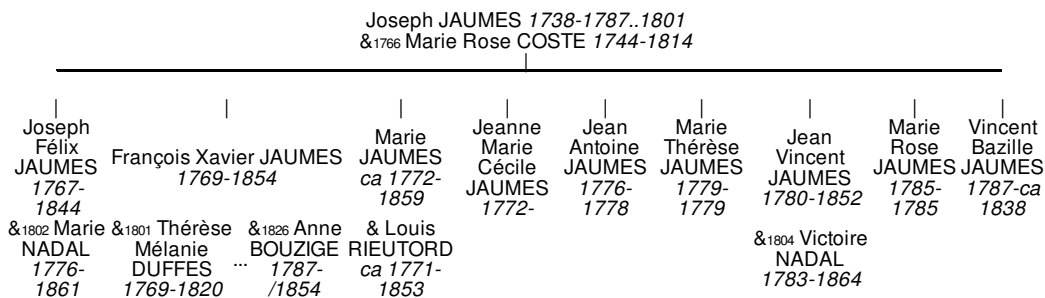 Joseph JAUMES 1738-1787..1801
&1766 Marie Rose COSTE 1744-1814
Joseph
Félix
JAUMES
1767-
1844
&1802 Marie
NADAL
1776-
1861
François Xavier JAUMES
1769-1854
&1801 Thérèse
Mélanie
DUFFES
1769-1820
...
&1826 Anne
BOUZIGE
1787-
/1854
Marie
JAUMES
ca 1772-
1859
& Louis
RIEUTORD
ca 1771-
1853
Jeanne
Marie
Cécile
JAUMES
1772-
Jean
Antoine
JAUMES
1776-
1778
Marie
Thérèse
JAUMES
1779-
1779
Jean
Vincent
JAUMES
1780-1852
&1804 Victoire
NADAL
1783-1864
Marie
Rose
JAUMES
1785-
1785
Vincent
Bazille
JAUMES
1787-ca
1838